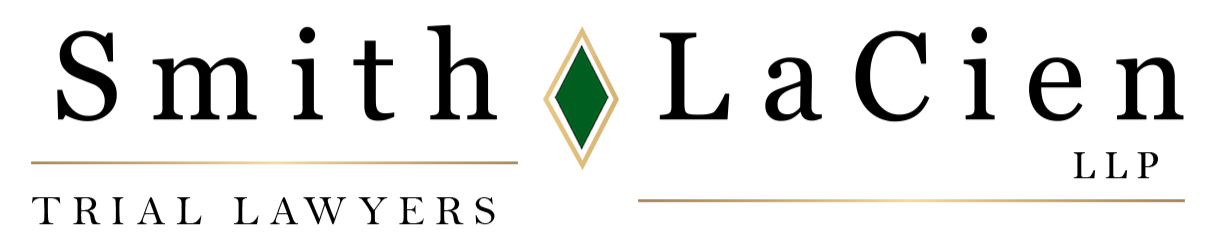 Smith LaCien
LLP
TRIAL LAWYERS